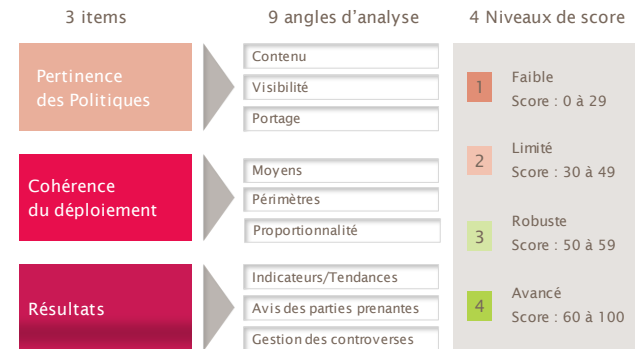 3 items
9 angles d'analyse
4 Niveaux de score
Pertinence
des Politiques
Contenu
Visibilité
Portage
Cohérence
du déploiement
Moyens
Périmètres
Proportionnalité
Résultats
Indicateurs/Tendances
Avis des parties prenantes
Gestion des controverses
1
Faible
Score : 0 à 29
2
Limité
Score : 30 à 49
3
Robuste
Score : 50 à 59
4
Avancé
Score : 60 à 100